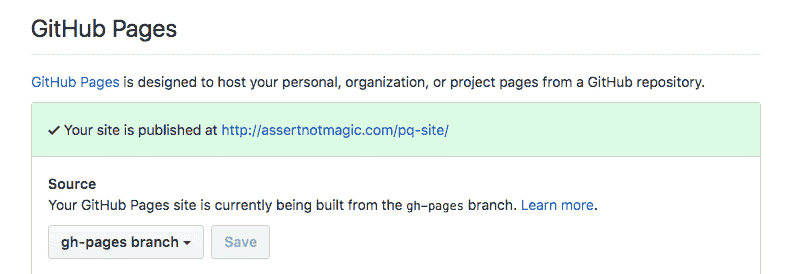 GitHub Pages
GitHub Pages is designed to host your personal, organization, or project pages from a GitHub repository.
Your site is published at http://assertnotmagic.com/pq-site/
Source
Your GitHub Pages site is currently being built from the gh-pages branch. Learn more.
gh-pages branch Save